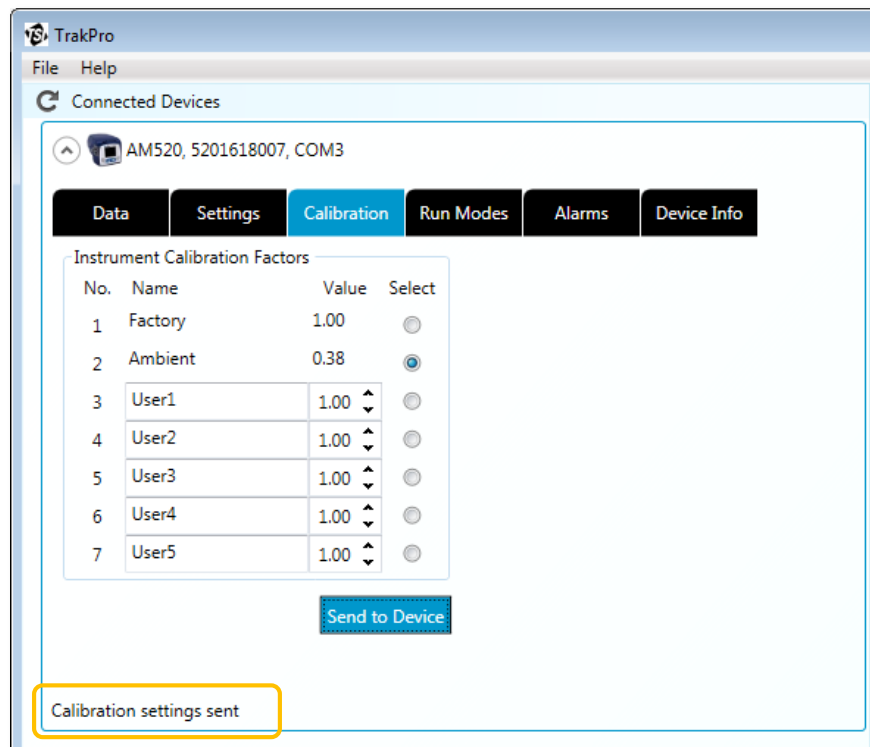 TSI TrakPro
File Help
Connected Devices
AM520, 5201618007, COM3
Data Settings Calibration Run Modes Alarms Device Info
Instrument Calibration Factors
No. Name Value Select
1 Factory 1.00
2 Ambient 0.38
3 User1 1.00
4 User2 1.00
5 User3 1.00
6 User4 1.00
7 User5 1.00
Send to Device
Calibration settings sent